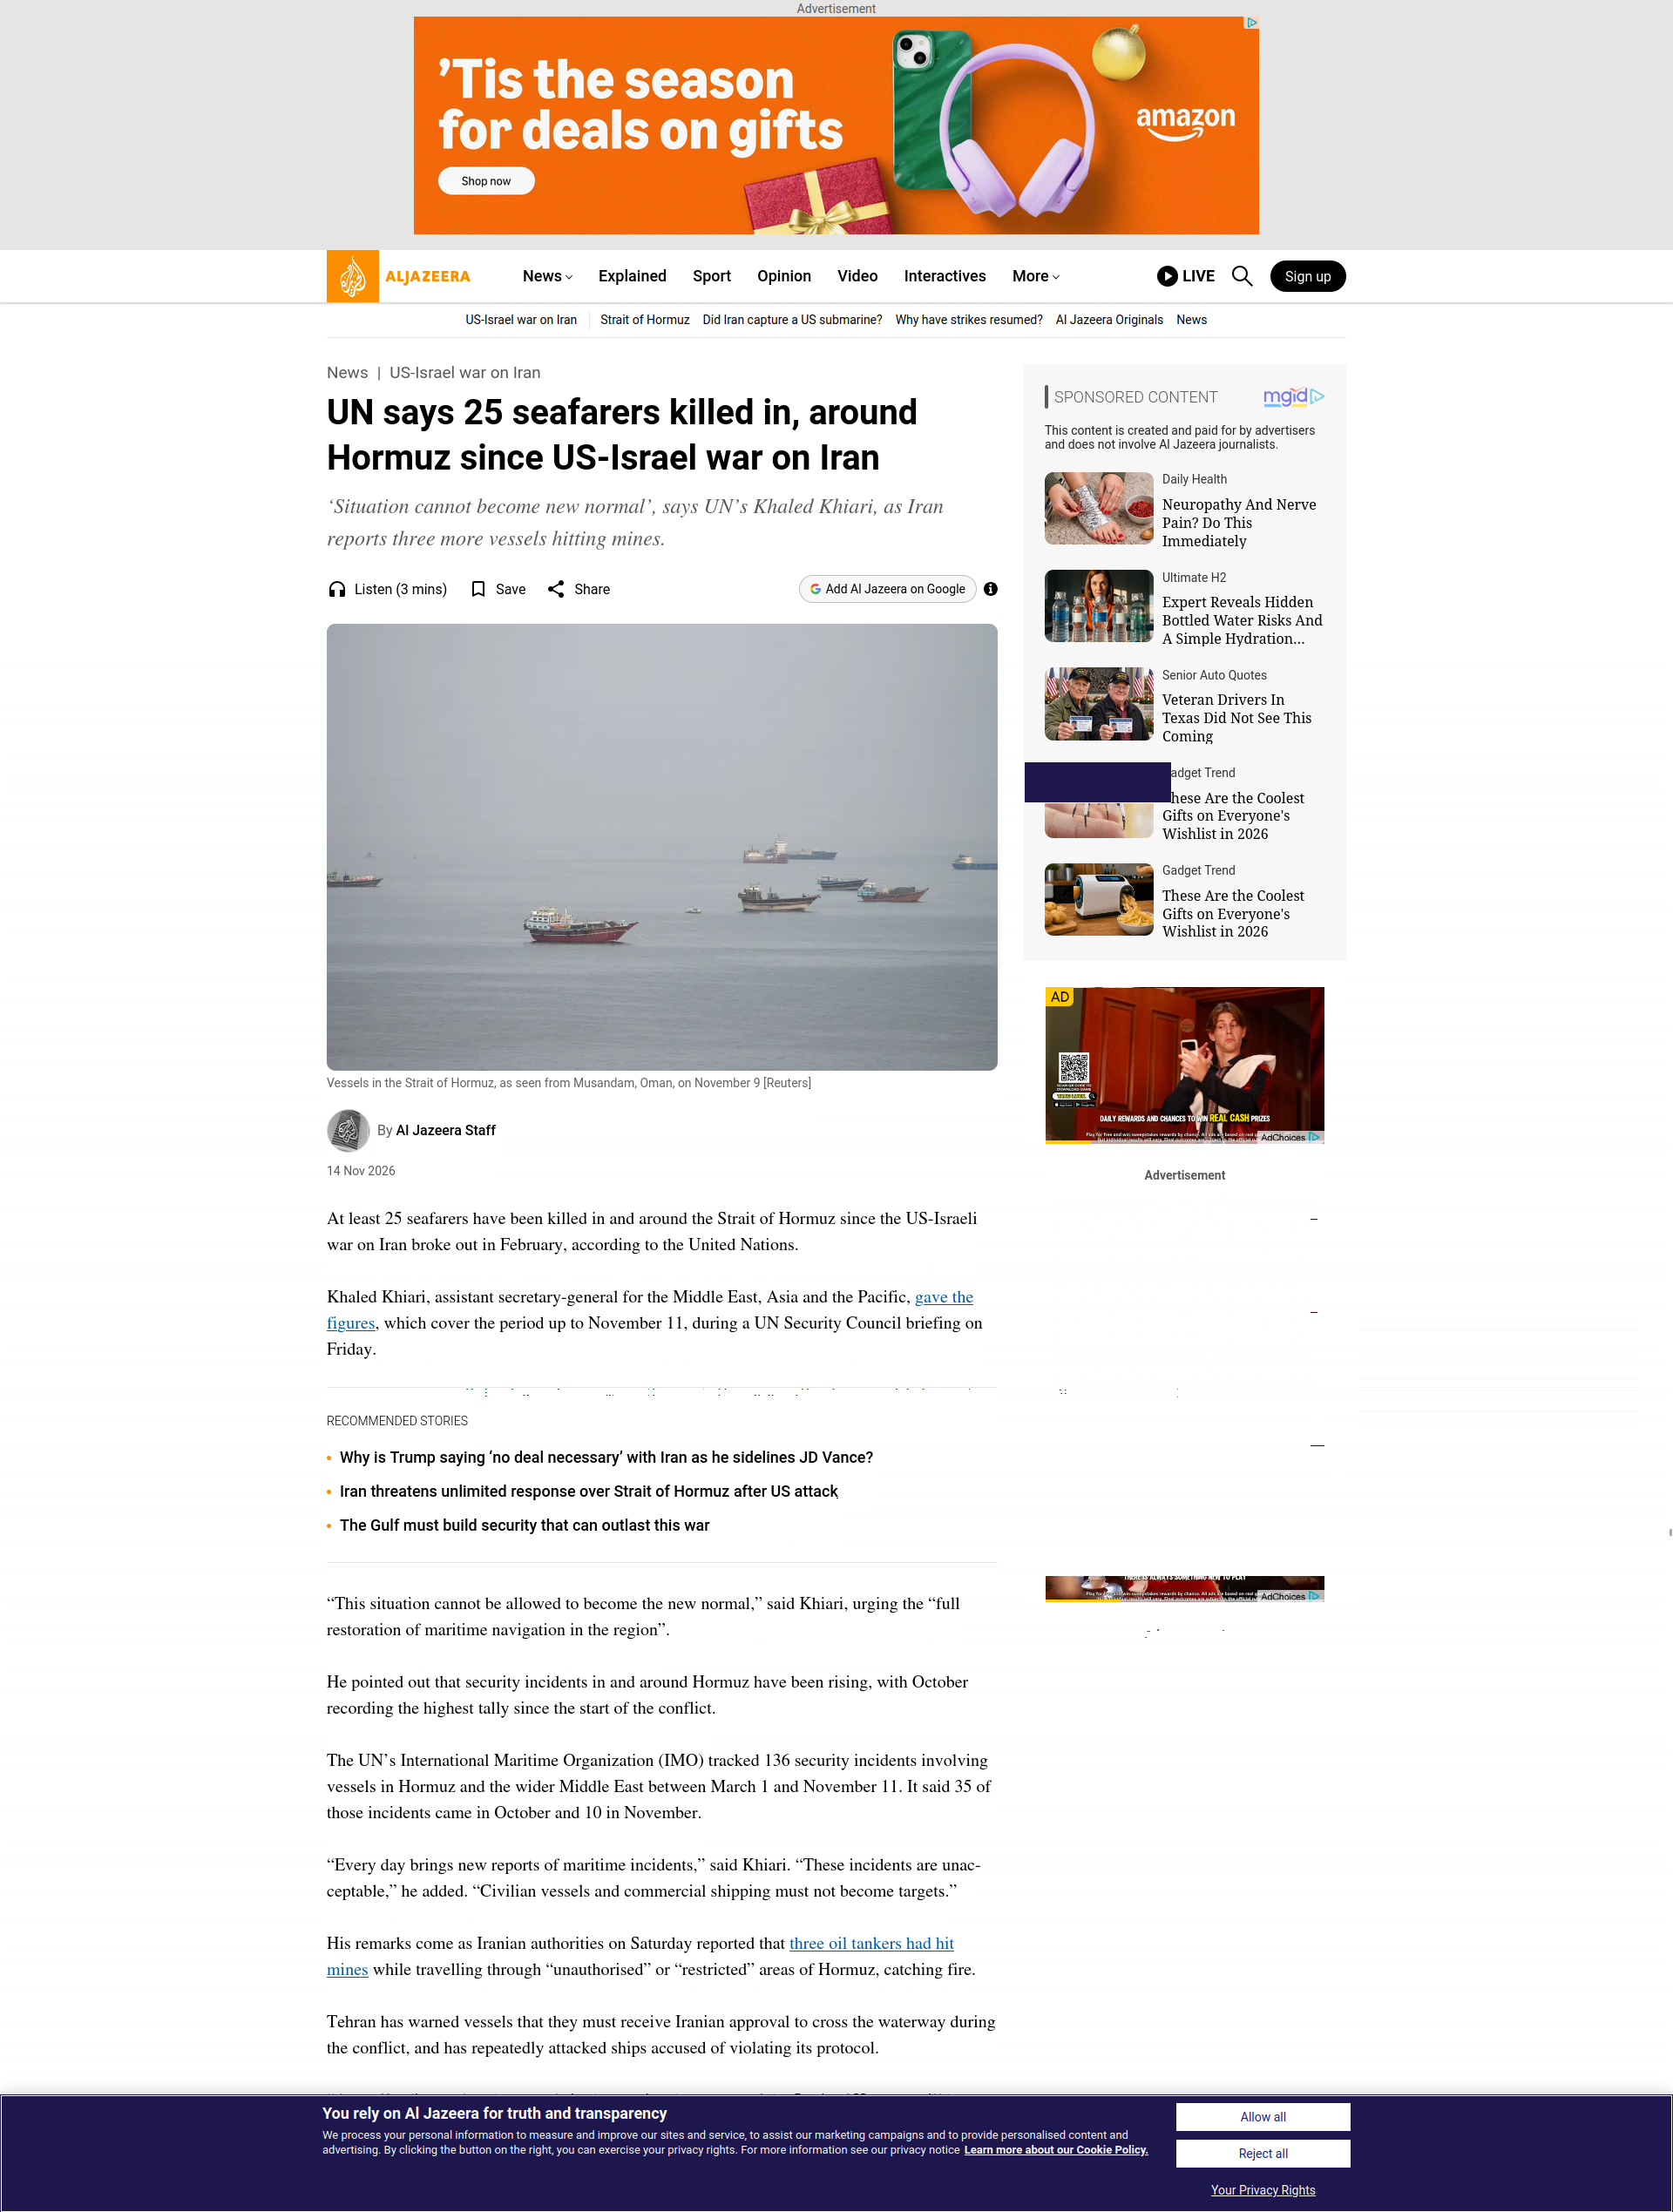 Advertisement
’Tis the season
for deals on gifts
Shop now
amazon
ALJAZEERA
News
Explained
Sport
Opinion
Video
Interactives
More
LIVE
Sign up
US-Israel war on Iran
Strait of Hormuz
Did Iran capture a US submarine?
Why have strikes resumed?
Al Jazeera Originals
News
News | US-Israel war on Iran
UN says 25 seafarers killed in, around
Hormuz since US-Israel war on Iran
‘Situation cannot become new normal’, says UN’s Khaled Khiari, as Iran
reports three more vessels hitting mines.
Listen (3 mins)
Save
Share
Add Al Jazeera on Google
Vessels in the Strait of Hormuz, as seen from Musandam, Oman, on November 9 [Reuters]
By Al Jazeera Staff
14 Nov 2026
At least 25 seafarers have been killed in and around the Strait of Hormuz since the US-Israeli
war on Iran broke out in February, according to the United Nations.
Khaled Khiari, assistant secretary-general for the Middle East, Asia and the Pacific, gave the
figures, which cover the period up to November 11, during a UN Security Council briefing on
Friday.
RECOMMENDED STORIES
Why is Trump saying ‘no deal necessary’ with Iran as he sidelines JD Vance?
Iran threatens unlimited response over Strait of Hormuz after US attack
The Gulf must build security that can outlast this war
“This situation cannot be allowed to become the new normal,” said Khiari, urging the “full
restoration of maritime navigation in the region”.
He pointed out that security incidents in and around Hormuz have been rising, with October
recording the highest tally since the start of the conflict.
The UN’s International Maritime Organization (IMO) tracked 136 security incidents involving
vessels in Hormuz and the wider Middle East between March 1 and November 11. It said 35 of
those incidents came in October and 10 in November.
“Every day brings new reports of maritime incidents,” said Khiari. “These incidents are unac-
ceptable,” he added. “Civilian vessels and commercial shipping must not become targets.”
His remarks come as Iranian authorities on Saturday reported that three oil tankers had hit
mines while travelling through “unauthorised” or “restricted” areas of Hormuz, catching fire.
Tehran has warned vessels that they must receive Iranian approval to cross the waterway during
the conflict, and has repeatedly attacked ships accused of violating its protocol.
SPONSORED CONTENT
mgid
This content is created and paid for by advertisers
and does not involve Al Jazeera journalists.
Daily Health
Neuropathy And Nerve
Pain? Do This
Immediately
Ultimate H2
Expert Reveals Hidden
Bottled Water Risks And
A Simple Hydration...
Senior Auto Quotes
Veteran Drivers In
Texas Did Not See This
Coming
adget Trend
hese Are the Coolest
Gifts on Everyone's
Wishlist in 2026
Gadget Trend
These Are the Coolest
Gifts on Everyone's
Wishlist in 2026
AD
DAILY REWARDS AND CHANCES TO WIN REAL CASH PRIZES
AdChoices
Advertisement
AdChoices
You rely on Al Jazeera for truth and transparency
We process your personal information to measure and improve our sites and service, to assist our marketing campaigns and to provide personalised content and
advertising. By clicking the button on the right, you can exercise your privacy rights. For more information see our privacy notice Learn more about our Cookie Policy.
Allow all
Reject all
Your Privacy Rights